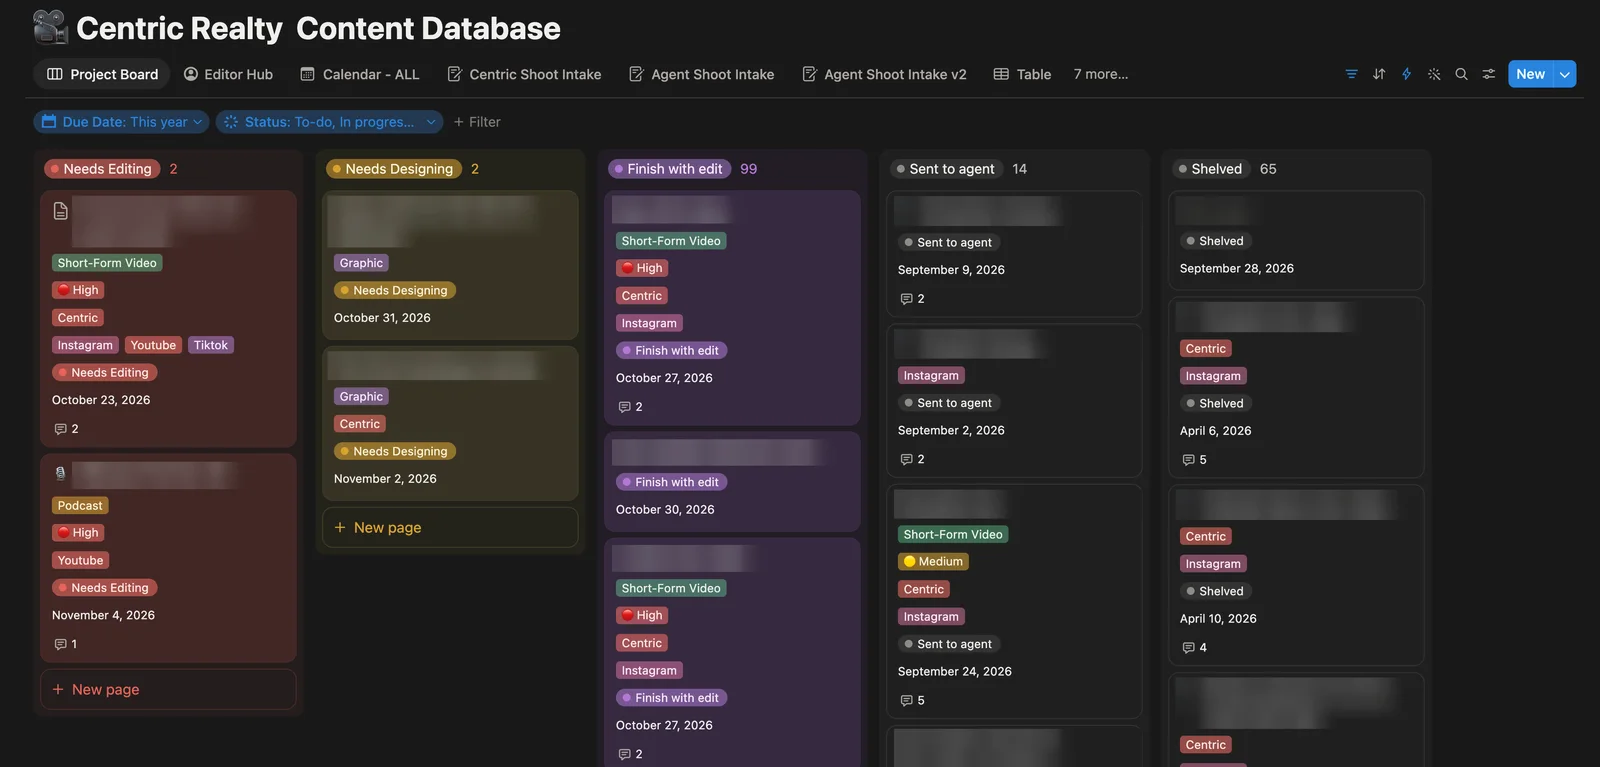 Centric Realty Content Database
Project Board Editor Hub Calendar - ALL Centric Shoot Intake Agent Shoot Intake Agent Shoot Intake v2 Table 7 more... New
Due Date: This year Status: To-do, In progres... + Filter
Needs Editing 2
Short-Form Video
High
Centric
Instagram Youtube Tiktok
Needs Editing
October 23, 2026
2
Podcast
High
Youtube
Needs Editing
November 4, 2026
1
+ New page
Needs Designing 2
Graphic
Needs Designing
October 31, 2026
Graphic
Centric
Needs Designing
November 2, 2026
+ New page
Finish with edit 99
Short-Form Video
High
Centric
Instagram
Finish with edit
October 27, 2026
2
Finish with edit
October 30, 2026
Short-Form Video
High
Centric
Instagram
Finish with edit
October 27, 2026
2
Sent to agent 14
Sent to agent
September 9, 2026
2
Instagram
Sent to agent
September 2, 2026
2
Short-Form Video
Medium
Centric
Instagram
Sent to agent
September 24, 2026
5
Shelved 65
Shelved
September 28, 2026
Centric
Instagram
Shelved
April 6, 2026
5
Centric
Instagram
Shelved
April 10, 2026
4
Centric